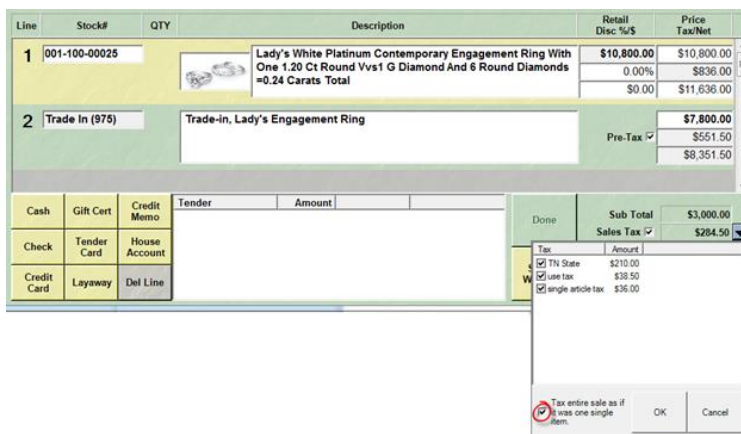 Line Stock# QTY Description Retail Disc %/$ Price Tax/Net
1 001-100-00025 Lady's White Platinum Contemporary Engagement Ring With $10,800.00 $10,800.00
One 1.20 Ct Round Vvs1 G Diamond And 6 Round Diamonds 0.00% $836.00
=0.24 Carats Total $0.00 $11,636.00
2 Trade In (975) Trade-in, Lady's Engagement Ring $7,800.00
Pre-Tax $551.50
$8,351.50
Cash Gift Cert Credit Memo Tender Amount
Done Sub Total $3,000.00
Sales Tax $284.50
Check Tender Card House Account
Credit Card Layaway Del Line
Tax Amount
TN State $210.00
use tax $38.50
single article tax $36.00
Tax entire sale as if
it was one single
item.
OK Cancel